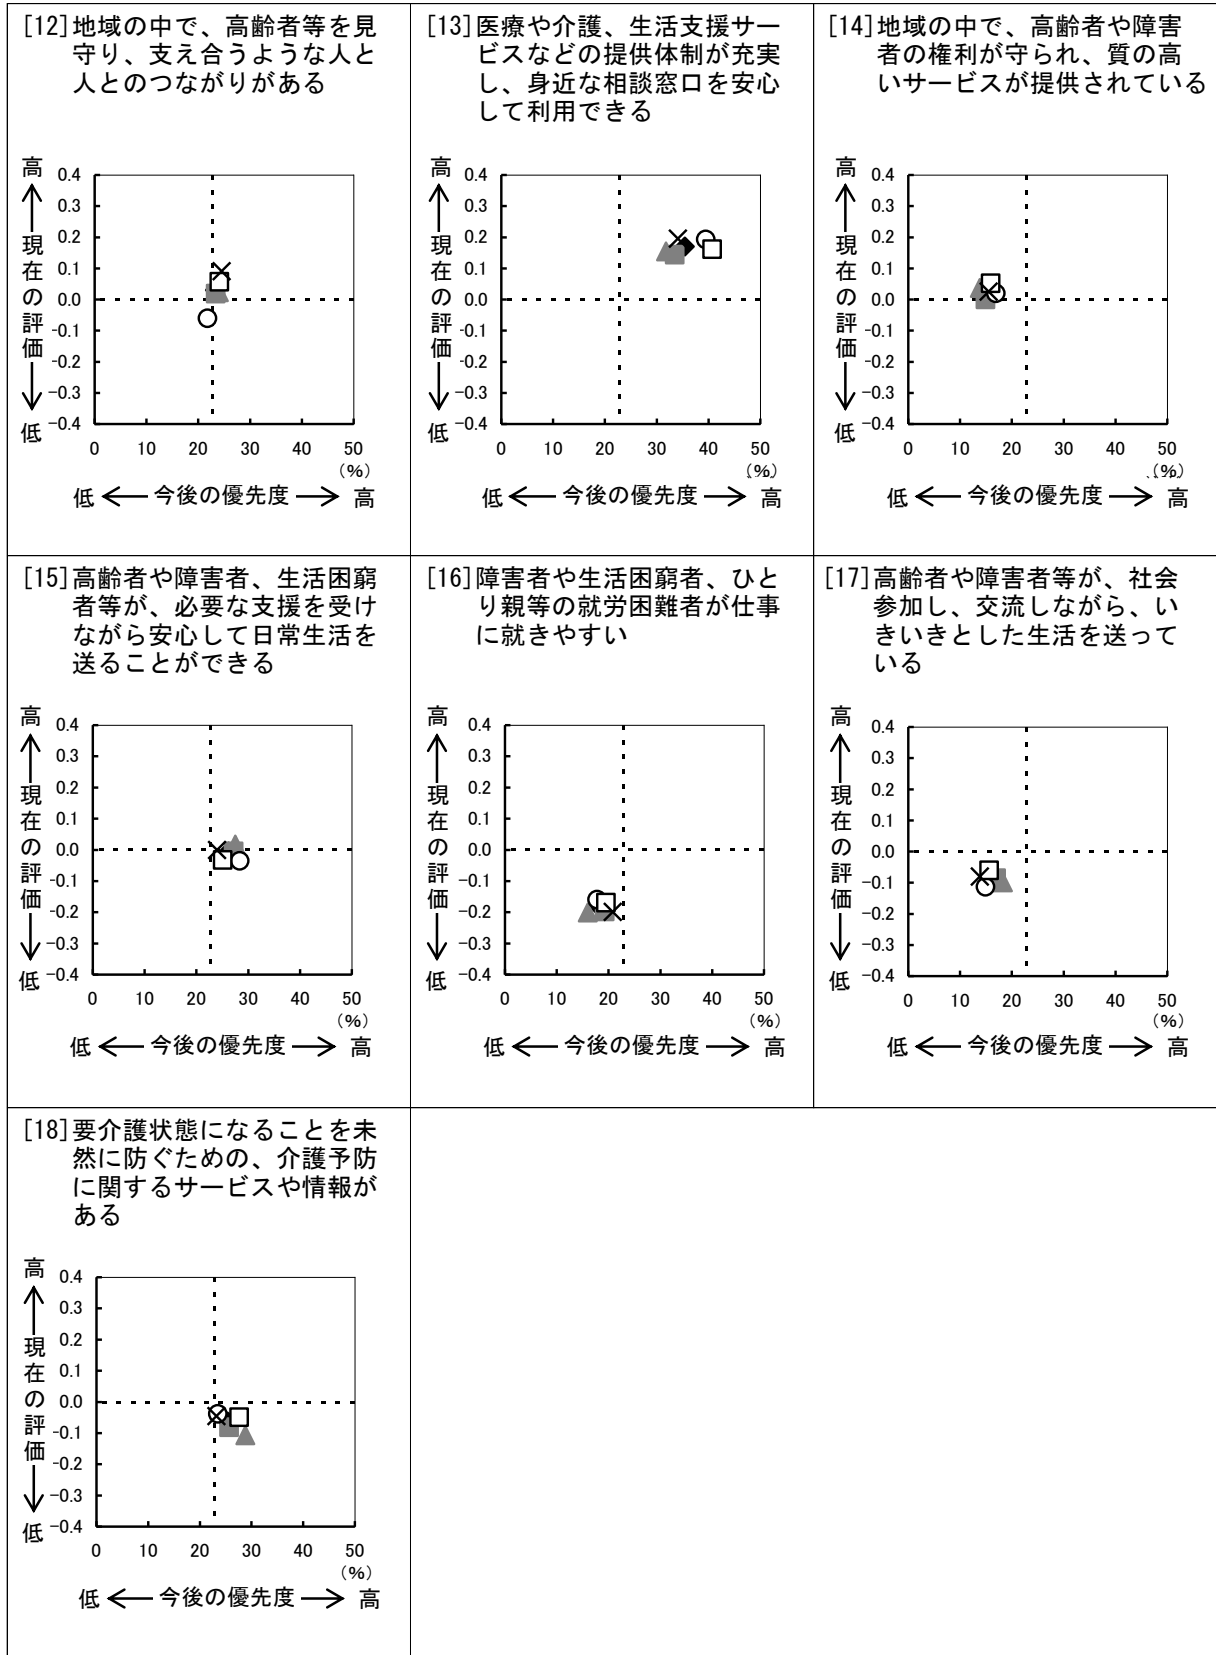 [12]地域の中で、高齢者等を見
守り、支え合うような人と
人とのつながりがある
高
現在の評価
低
0.4
0.3
0.2
0.1
0.0
-0.1
-0.2
-0.3
-0.4
0 10 20 30 40 50
(%)
低 今後の優先度 高
[13]医療や介護、生活支援サー
ビスなどの提供体制が充実
し、身近な相談窓口を安心
して利用できる
高
現在の評価
低
0.4
0.3
0.2
0.1
0.0
-0.1
-0.2
-0.3
-0.4
0 10 20 30 40 50
(%)
低 今後の優先度 高
[14]地域の中で、高齢者や障害
者の権利が守られ、質の高
いサービスが提供されている
高
現在の評価
低
0.4
0.3
0.2
0.1
0.0
-0.1
-0.2
-0.3
-0.4
0 10 20 30 40 50
(%)
低 今後の優先度 高
[15]高齢者や障害者、生活困窮
者等が、必要な支援を受け
ながら安心して日常生活を
送ることができる
高
現在の評価
低
0.4
0.3
0.2
0.1
0.0
-0.1
-0.2
-0.3
-0.4
0 10 20 30 40 50
(%)
低 今後の優先度 高
[16]障害者や生活困窮者、ひと
り親等の就労困難者が仕事
に就きやすい
高
現在の評価
低
0.4
0.3
0.2
0.1
0.0
-0.1
-0.2
-0.3
-0.4
0 10 20 30 40 50
(%)
低 今後の優先度 高
[17]高齢者や障害者等が、社会
参加し、交流しながら、い
きいきとした生活を送って
いる
高
現在の評価
低
0.4
0.3
0.2
0.1
0.0
-0.1
-0.2
-0.3
-0.4
0 10 20 30 40 50
(%)
低 今後の優先度 高
[18]要介護状態になることを未
然に防ぐための、介護予防
に関するサービスや情報が
ある
高
現在の評価
低
0.4
0.3
0.2
0.1
0.0
-0.1
-0.2
-0.3
-0.4
0 10 20 30 40 50
(%)
低 今後の優先度 高